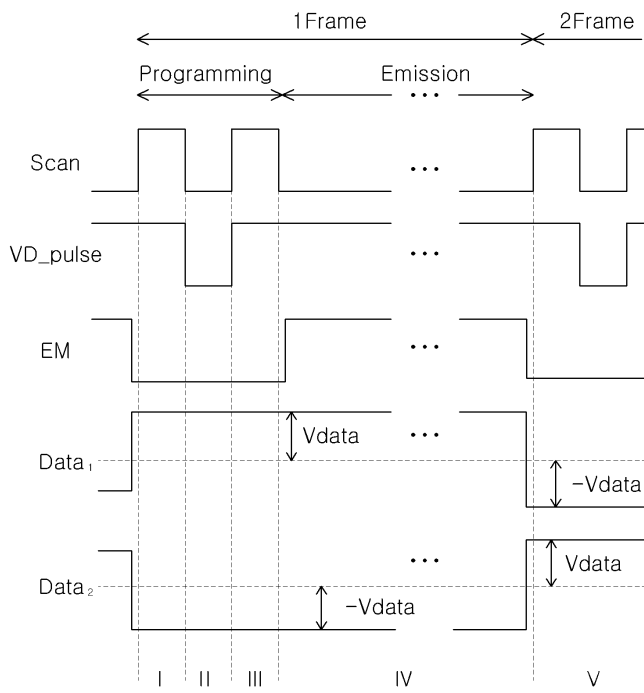 1Frame 2Frame
Programming Emission
...
Scan ...
VD_pulse ...
EM ...
Vdata ...
Data₁
-Vdata
...
Vdata
Data₂
-Vdata
...
I II III IV V